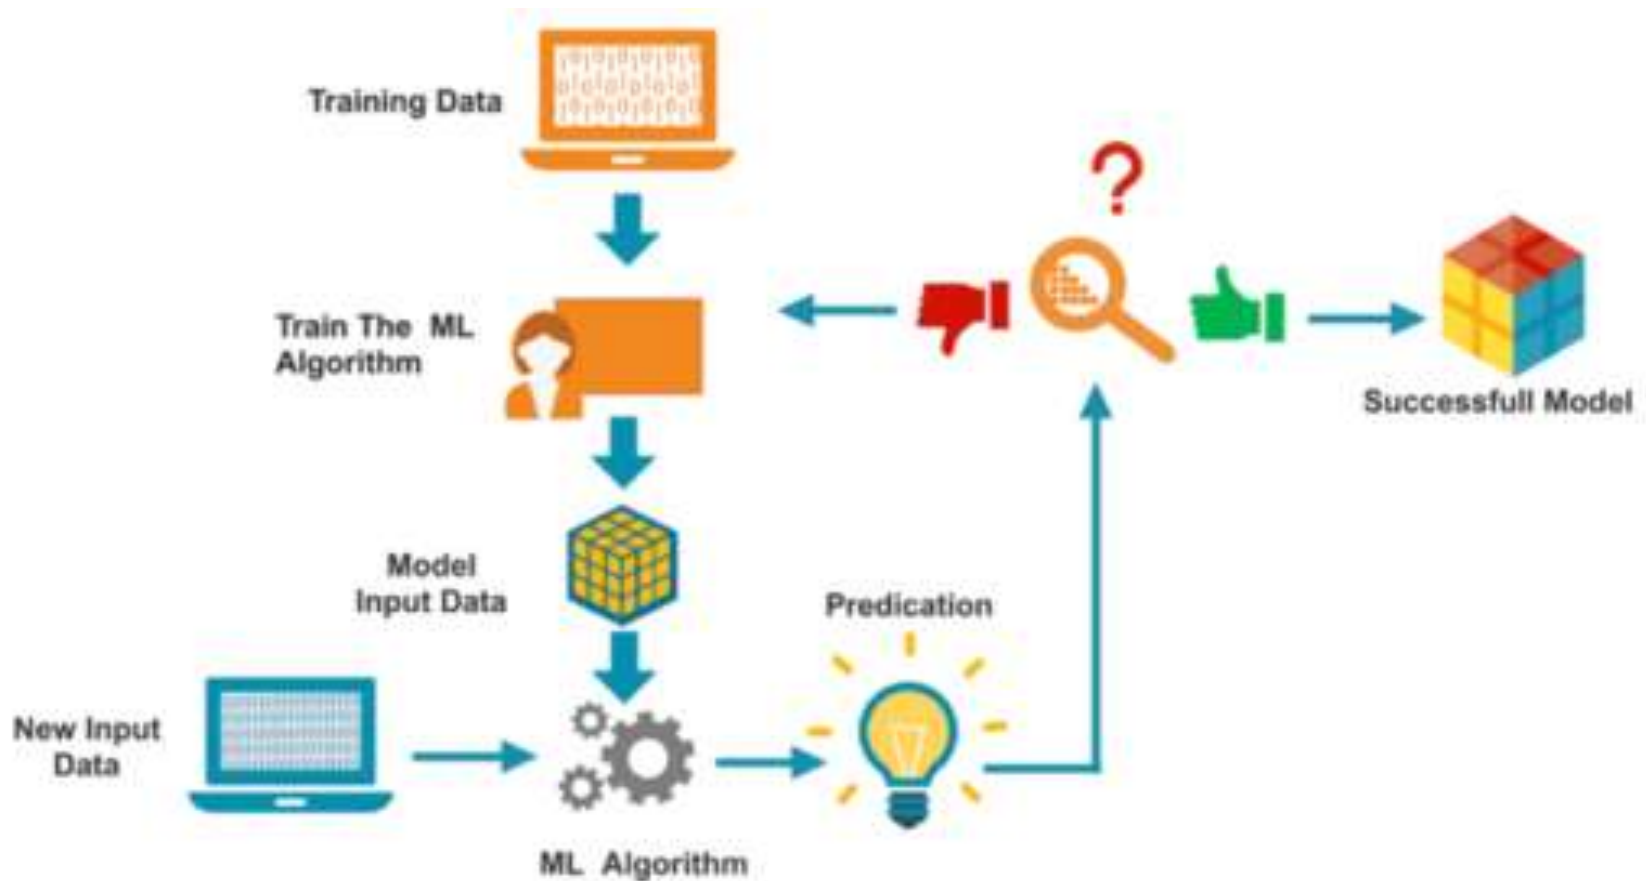 Training Data
?
Train The ML
Algorithm
Successfull Model
Model
Input Data
Predication
New Input
Data
ML Algorithm